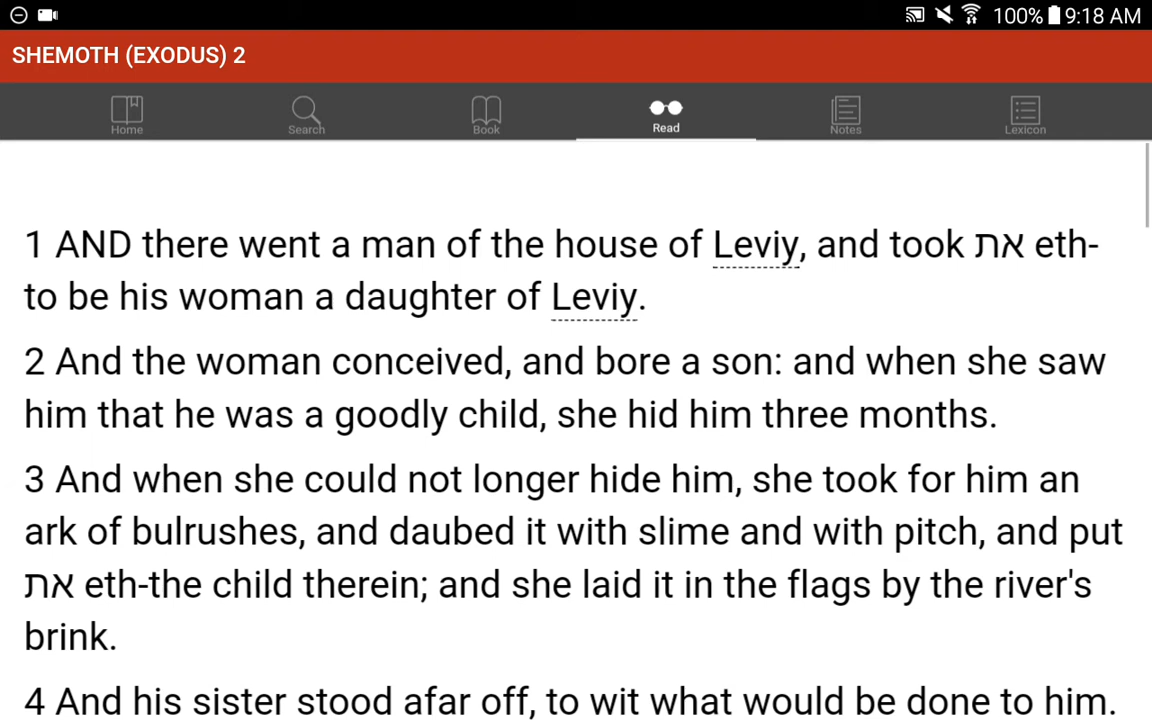 100% 9:18 AM
SHEMOTH (EXODUS) 2
Home Search Book Read Notes Lexicon
1 AND there went a man of the house of Leviy, and took את eth-
to be his woman a daughter of Leviy.
2 And the woman conceived, and bore a son: and when she saw
him that he was a goodly child, she hid him three months.
3 And when she could not longer hide him, she took for him an
ark of bulrushes, and daubed it with slime and with pitch, and put
את eth-the child therein; and she laid it in the flags by the river's
brink.
4 And his sister stood afar off, to wit what would be done to him.